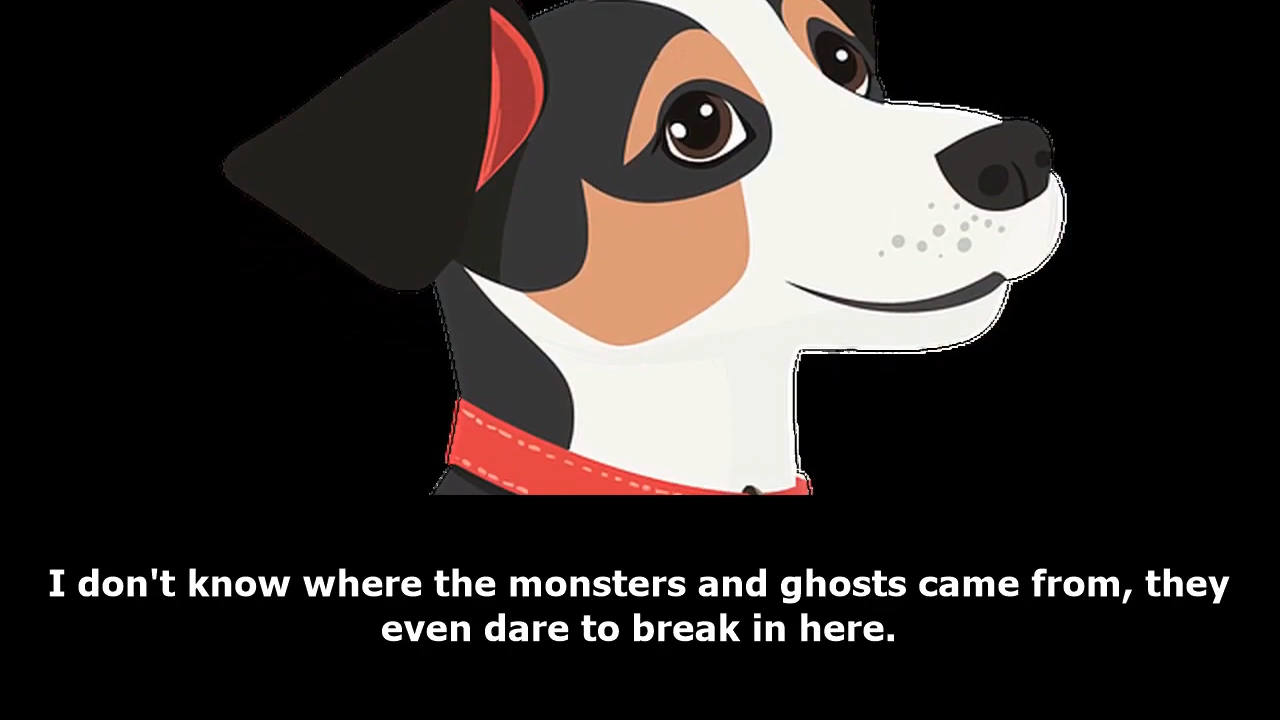 I don't know where the monsters and ghosts came from, they
even dare to break in here.